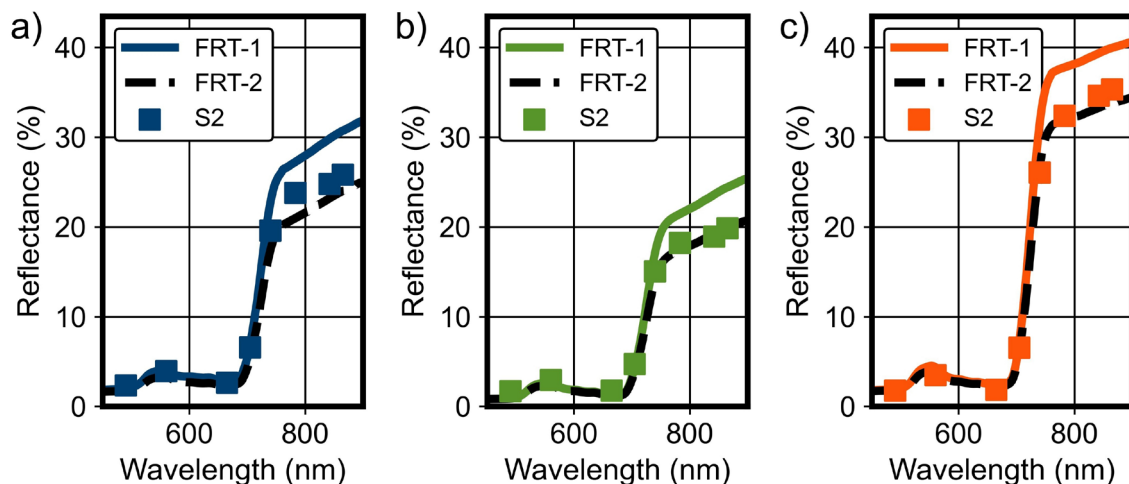 a)
FRT-1
FRT-2
S2
40
30
20
10
0
Reflectance (%)
600 800
Wavelength (nm)
b)
FRT-1
FRT-2
S2
40
30
20
10
0
Reflectance (%)
600 800
Wavelength (nm)
c)
FRT-1
FRT-2
S2
40
30
20
10
0
Reflectance (%)
600 800
Wavelength (nm)